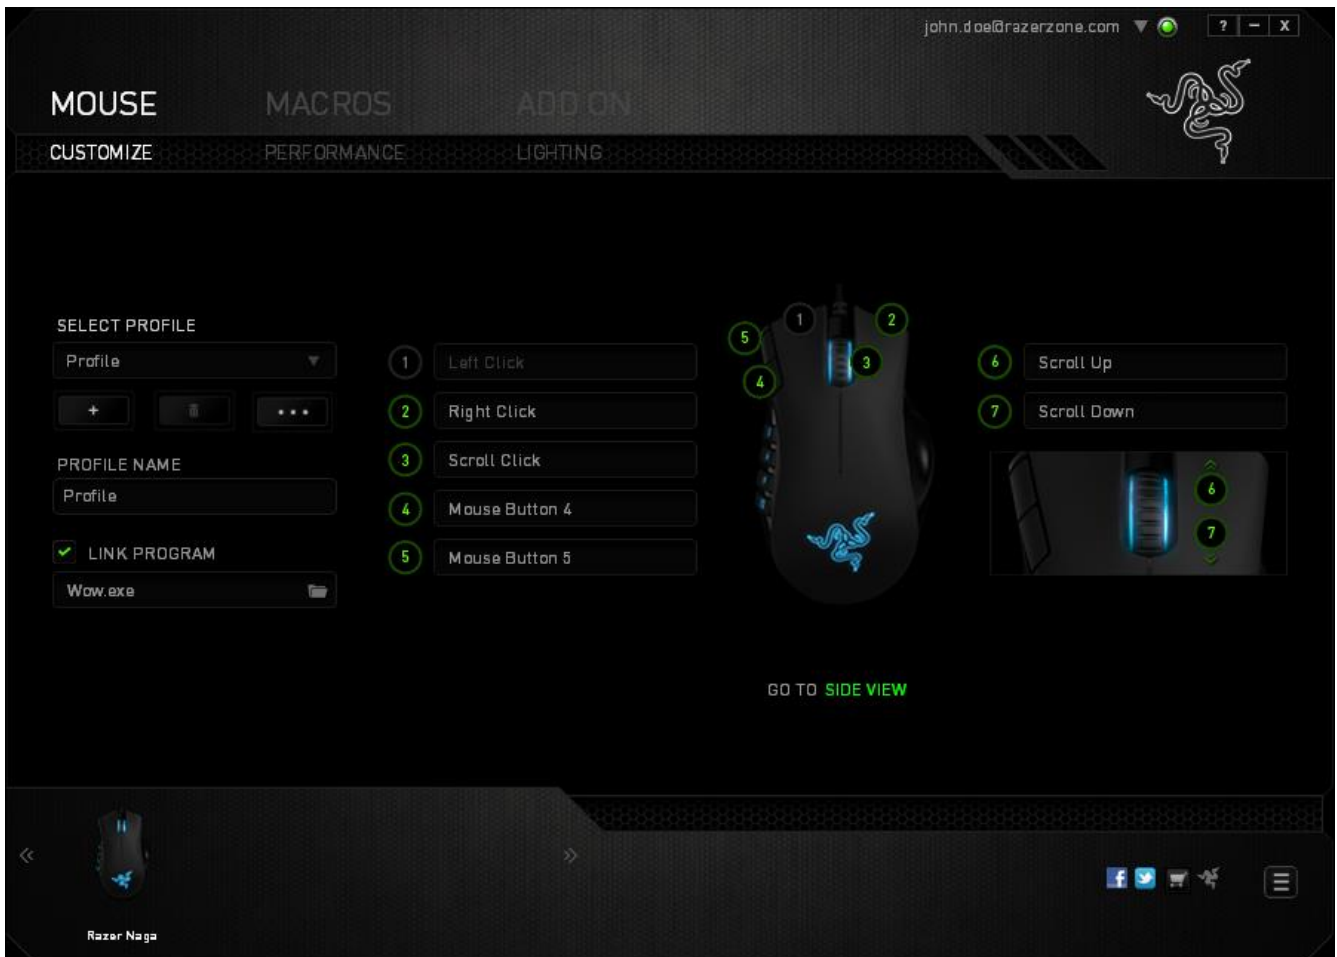 john.doe@razerzone.com
? – X
MOUSE MACROS ADD ON
CUSTOMIZE PERFORMANCE LIGHTING
SELECT PROFILE
Profile
+ ...
PROFILE NAME
Profile
LINK PROGRAM
Wow.exe
1 Left Click
2 Right Click
3 Scroll Click
4 Mouse Button 4
5 Mouse Button 5
1 2
5 3
4
6 Scroll Up
7 Scroll Down
6
7
GO TO SIDE VIEW
« »
Razer Naga
f